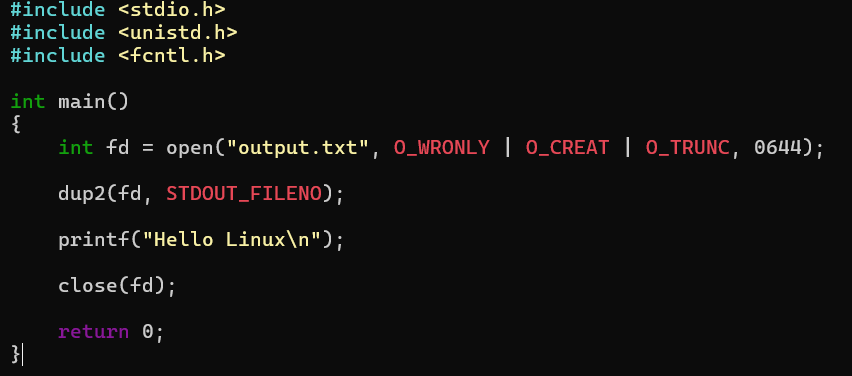 #include <stdio.h>
#include <unistd.h>
#include <fcntl.h>
int main()
{
    int fd = open("output.txt", O_WRONLY | O_CREAT | O_TRUNC, 0644);
    dup2(fd, STDOUT_FILENO);
    printf("Hello Linux\n");
    close(fd);
    return 0;
}